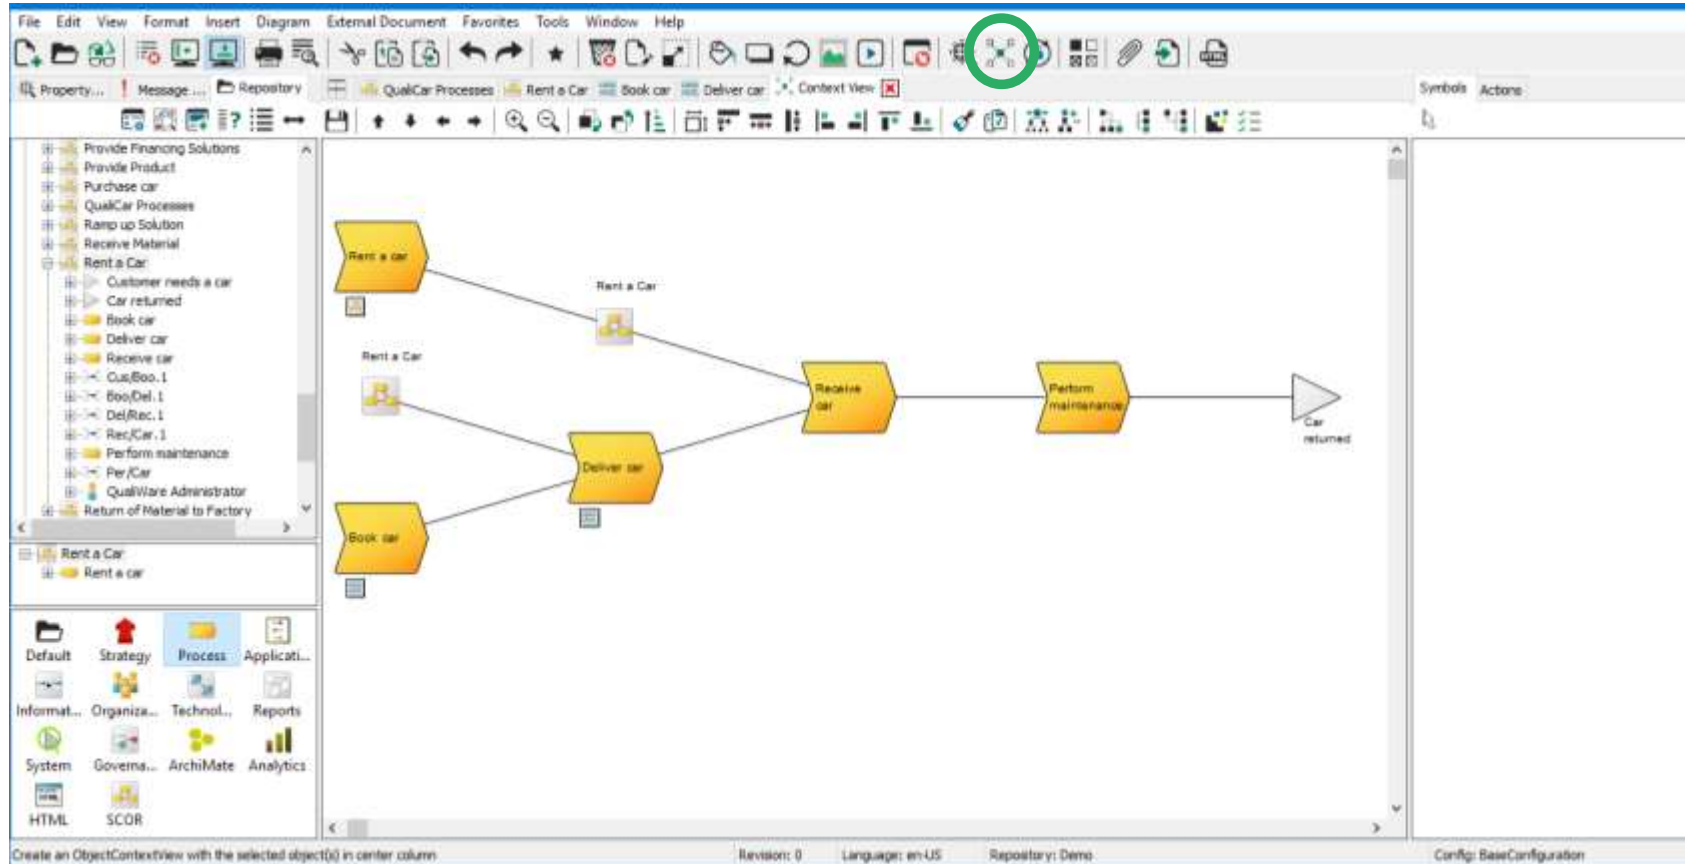 File Edit View Format Insert Diagram External Document Favorites Tools Window Help
Property... Message ... Repository QualiCar Processes Rent a Car Book car Deliver car Context View Symbols Actions
Provide Financing Solutions
Provide Product
Purchase car
QualiCar Processes
Ramp up Solution
Receive Material
Rent a Car
Customer needs a car
Car returned
Book car
Deliver car
Receive car
Cus/Boo.1
Boo/Del.1
Del/Rec.1
Rec/Car.1
Perform maintenance
Per/Car
QualiWare Administrator
Return of Material to Factory
Rent a Car
Rent a car
Default Strategy Process Applicati...
Informat... Organiza... Technol... Reports
System Governa... ArchiMate Analytics
HTML SCOR
Rent a car
Rent a Car
Rent a Car
Receive
car
Perform
maintenance
Car
returned
Deliver car
Book car
Create an ObjectContextView with the selected object(s) in center column Revision: 0 Language: en-US Repository: Demo Config: BaseConfiguration